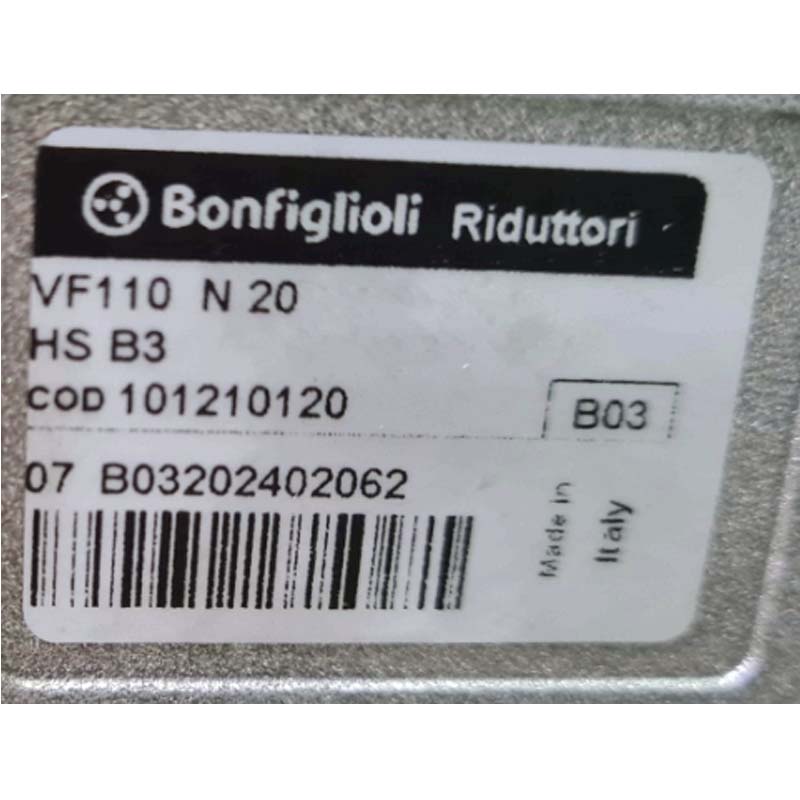 Bonfiglioli Riduttori
VF110 N 20
HS B3
COD 101210120
B03
07 B03202402062
Made in
Italy